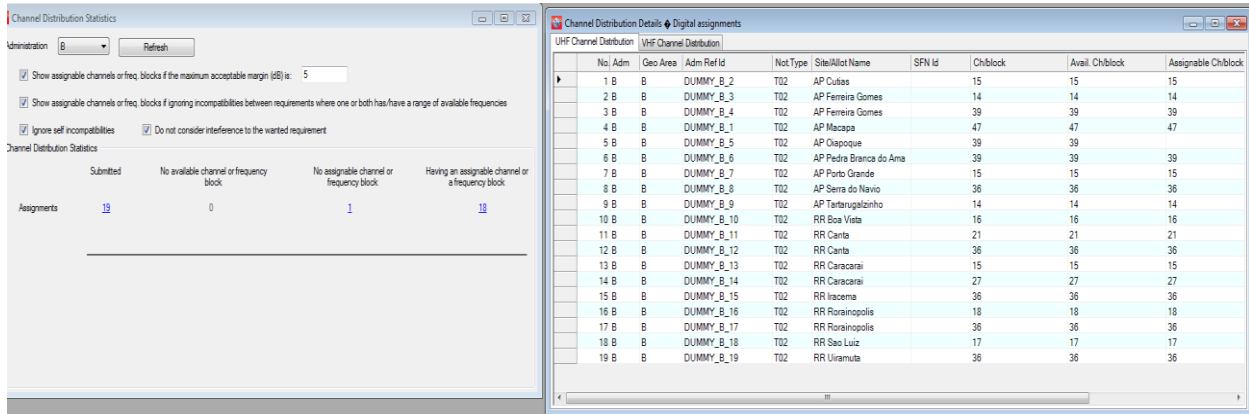 Channel Distribution Statistics
Administration B Refresh
Show assignable channels or freq. blocks if the maximum acceptable margin (dB) is: 5
Show assignable channels or freq. blocks if ignoring incompatibilities between requirements where one or both has/have a range of available frequencies
Ignore self incompatibilities Do not consider interference to the wanted requirement
Channel Distribution Statistics
Submitted No available channel or frequency block No assignable channel or frequency block Having an assignable channel or a frequency block
Assignments 19 0 1 18
Channel Distribution Details � Digital assignments
UHF Channel Distribution VHF Channel Distribution
No. Adm Geo Area Adm Ref Id Not.Type Site/Allot Name SFN Id Ch/block Avail. Ch/block Assignable Ch/block
1 B B DUMMY_B_2 T02 AP Cutias 15 15 15
2 B B DUMMY_B_3 T02 AP Ferreira Gomes 14 14 14
3 B B DUMMY_B_4 T02 AP Ferreira Gomes 39 39 39
4 B B DUMMY_B_1 T02 AP Macapa 47 47 47
5 B B DUMMY_B_5 T02 AP Oiapoque 39 39
6 B B DUMMY_B_6 T02 AP Pedra Branca do Ama 39 39 39
7 B B DUMMY_B_7 T02 AP Porto Grande 15 15 15
8 B B DUMMY_B_8 T02 AP Serra do Navio 36 36 36
9 B B DUMMY_B_9 T02 AP Tartarugalzinho 14 14 14
10 B B DUMMY_B_10 T02 RR Boa Vista 16 16 16
11 B B DUMMY_B_11 T02 RR Canta 21 21 21
12 B B DUMMY_B_12 T02 RR Canta 36 36 36
13 B B DUMMY_B_13 T02 RR Caracarai 15 15 15
14 B B DUMMY_B_14 T02 RR Caracarai 27 27 27
15 B B DUMMY_B_15 T02 RR Iracema 36 36 36
16 B B DUMMY_B_16 T02 RR Rorainopolis 18 18 18
17 B B DUMMY_B_17 T02 RR Rorainopolis 36 36 36
18 B B DUMMY_B_18 T02 RR Sao Luiz 17 17 17
19 B B DUMMY_B_19 T02 RR Uiramuta 36 36 36